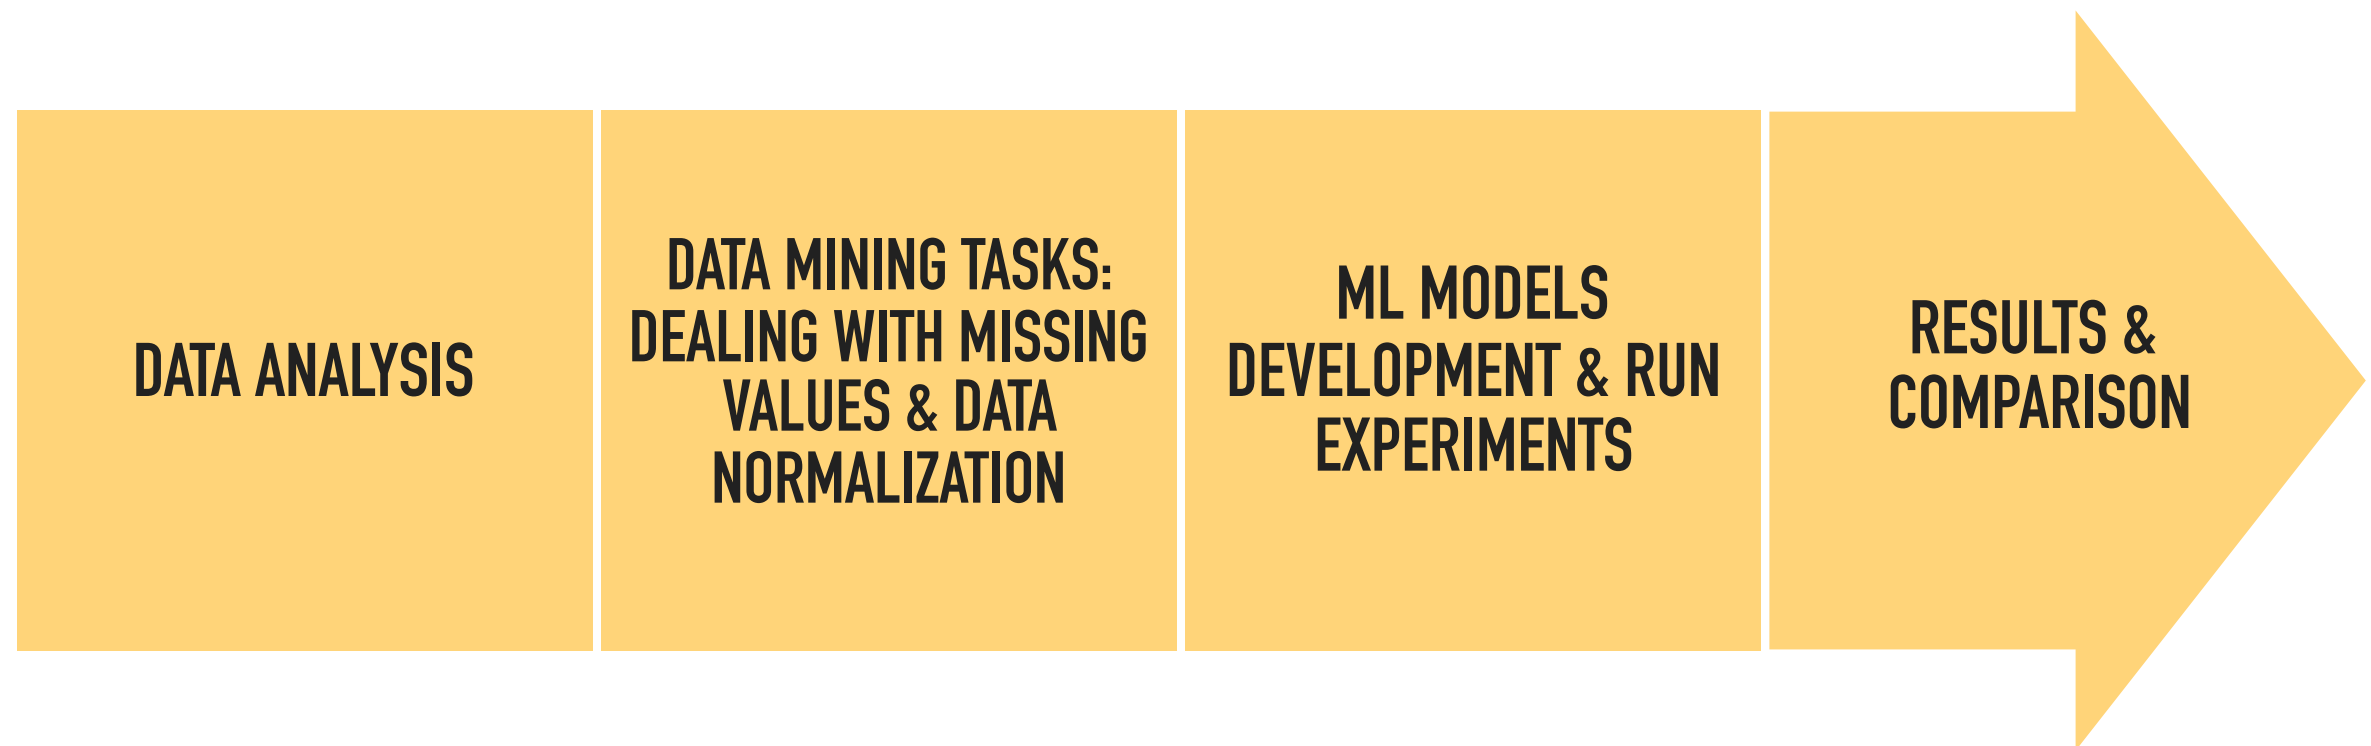 DATA ANALYSIS
DATA MINING TASKS:
DEALING WITH MISSING
VALUES & DATA
NORMALIZATION
ML MODELS
DEVELOPMENT & RUN
EXPERIMENTS
RESULTS &
COMPARISON